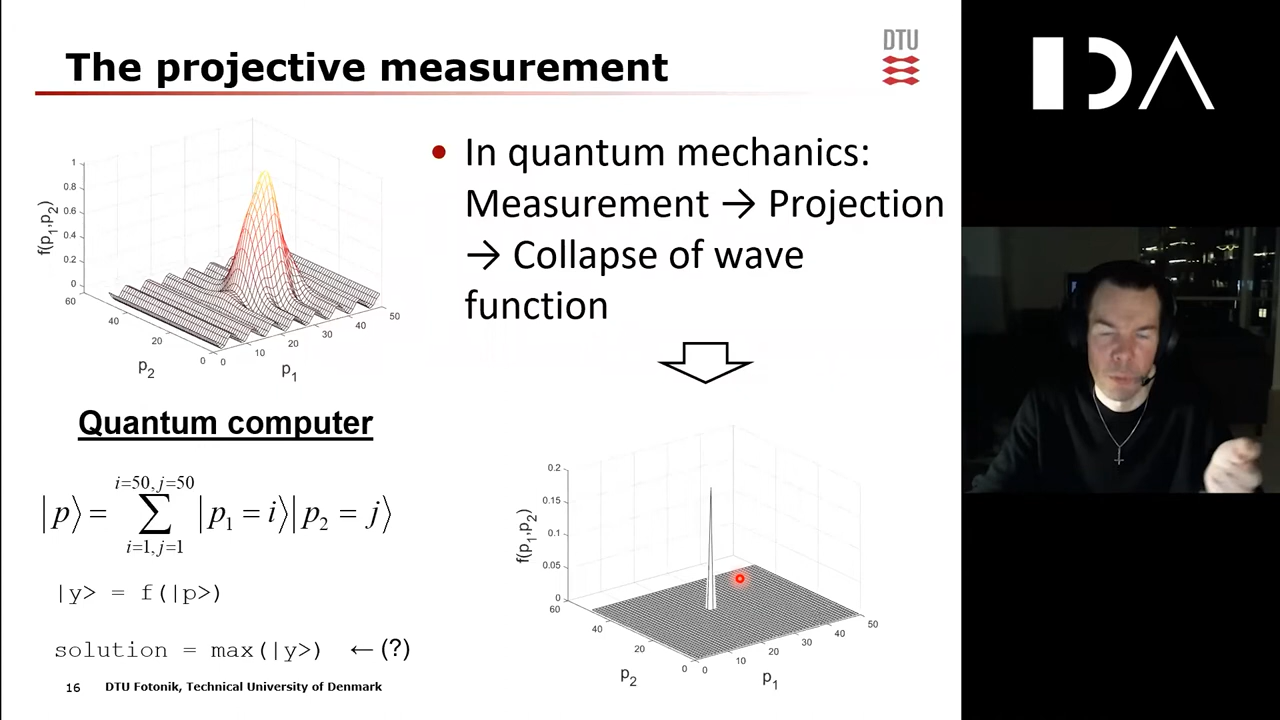 The projective measurement
DTU
IDA
1
0.8
0.6
0.4
0.2
0
f(p₁,p₂)
60
40
20
0
p₂
0
10
20
30
40
50
p₁
• In quantum mechanics:
Measurement → Projection
→ Collapse of wave
function
Quantum computer
i=50, j=50
|p⟩ = ∑ |p₁ = i⟩|p₂ = j⟩
i=1, j=1
|y> = f(|p>)
solution = max(|y>) ← (?)
0.2
0.15
0.1
0.05
0
f(p₁,p₂)
60
40
20
0
p₂
0
10
20
30
40
50
p₁
16 DTU Fotonik, Technical University of Denmark